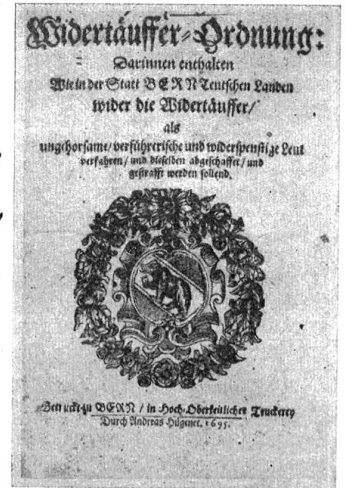 Widertäuffer-Ordnung:
Darinnen enthalten
Wie in der Statt BERN Teutschen Landen
wider die Widertäuffer/
als
ungehorsame/ verführerische und widerspenstige Leut
verfahren/ und dieselben abgeschaffet/ und
gestrafft werden sollend.
Getruckt zu BERN/ in Hoch-Oberkeitlicher Truckerey
Durch Andreas Hügenet. 1695.